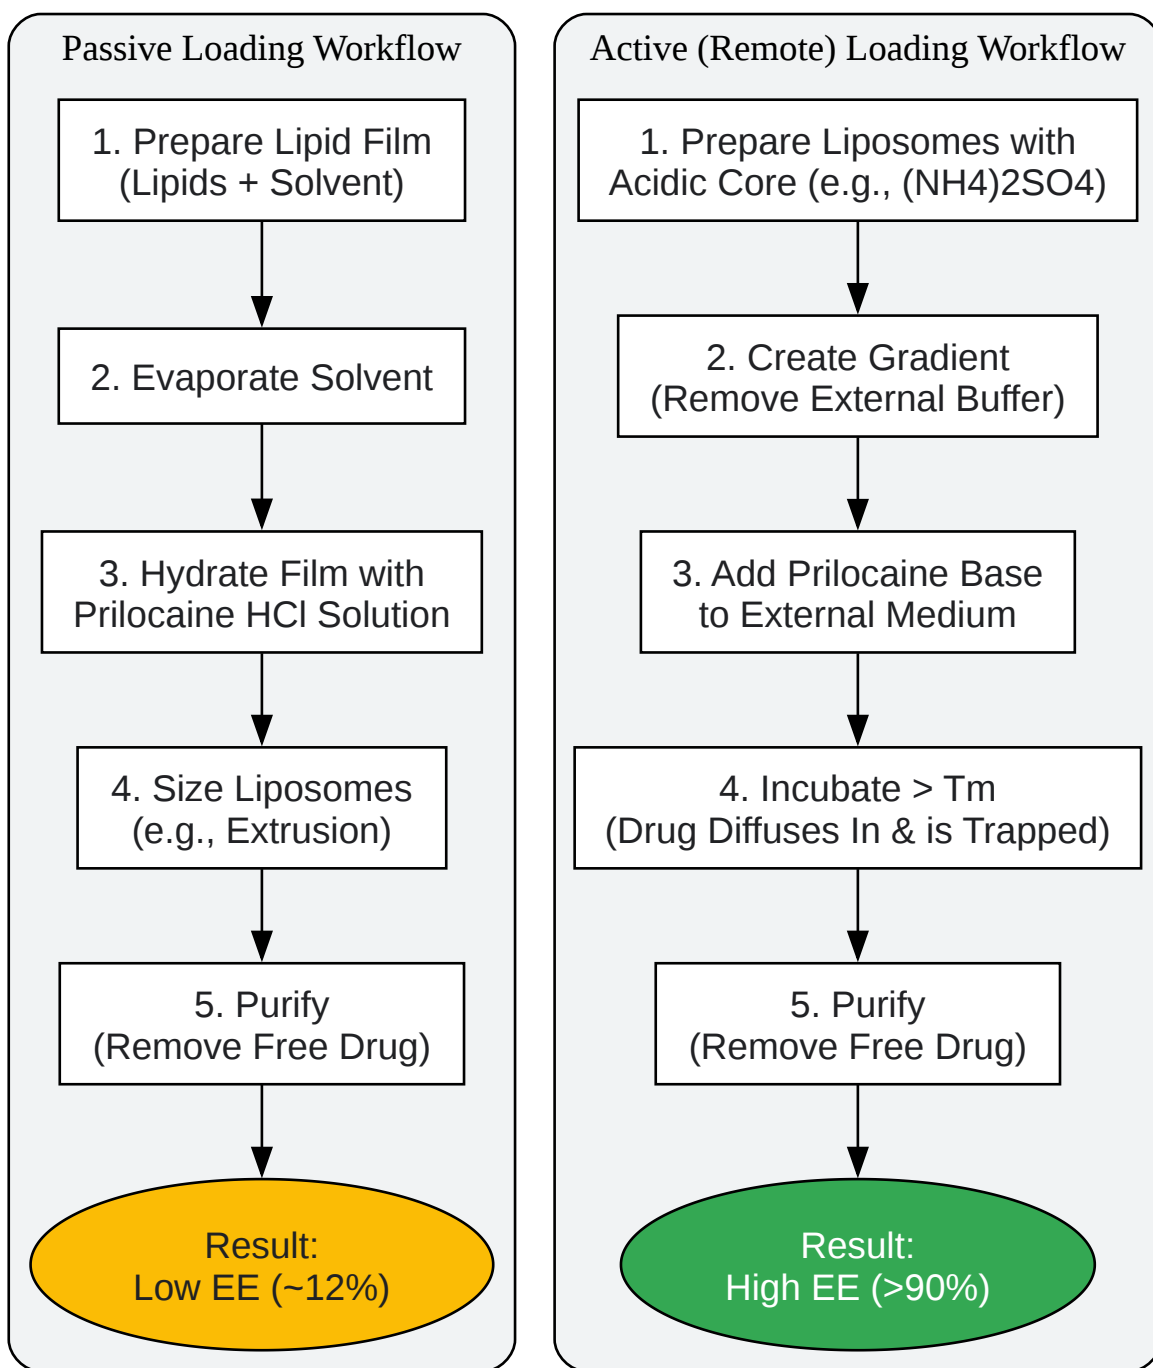 Passive Loading Workflow
1. Prepare Lipid Film
(Lipids + Solvent)
2. Evaporate Solvent
3. Hydrate Film with
Prilocaine HCl Solution
4. Size Liposomes
(e.g., Extrusion)
5. Purify
(Remove Free Drug)
Result:
Low EE (~12%)
Active (Remote) Loading Workflow
1. Prepare Liposomes with
Acidic Core (e.g., (NH4)2SO4)
2. Create Gradient
(Remove External Buffer)
3. Add Prilocaine Base
to External Medium
4. Incubate > Tm
(Drug Diffuses In & is Trapped)
5. Purify
(Remove Free Drug)
Result:
High EE (>90%)